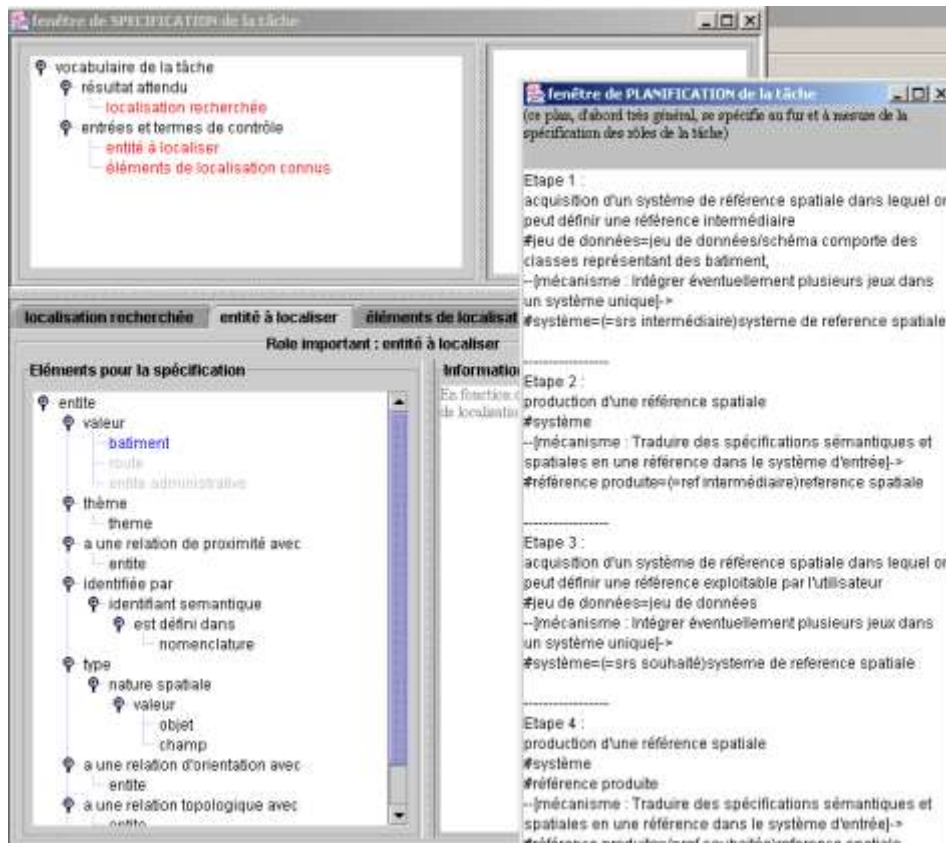 fenêtre de SPECIFICATION de la tâche
vocabulaire de la tâche
résultat attendu
localisation recherchée
entrées et termes de contrôle
entité à localiser
éléments de localisation connus
localisation recherchée
entité à localiser
éléments de localisat
Role important : entité à localiser
Eléments pour la spécification
entite
valeur
batiment
route
entite administrative
thème
theme
a une relation de proximité avec
entite
identifiée par
identifiant semantique
est défini dans
nomenclature
type
nature spatiale
valeur
objet
champ
a une relation d'orientation avec
entite
a une relation topologique avec
entite
Information
En fonction
de localisation
fenêtre de PLANIFICATION de la tâche
(ce plan, d'abord très général, se spécifie au fur et à mesure de la
spécification des rôles de la tâche)
Etape 1 :
acquisition d'un système de référence spatiale dans lequel on
peut définir une référence intermédiaire
#jeu de données=jeu de données/schéma comporte des
classes représentant des batiment,
--[mécanisme : Intégrer éventuellement plusieurs jeux dans
un système unique]->
#système=(=srs intermédiaire)systeme de reference spatiale
------------------
Etape 2 :
production d'une référence spatiale
#système
--[mécanisme : Traduire des spécifications sémantiques et
spatiales en une référence dans le système d'entrée]->
#référence produite=(=ref intermédiaire)reference spatiale
------------------
Etape 3 :
acquisition d'un système de référence spatiale dans lequel on
peut définir une référence exploitable par l'utilisateur
#jeu de données=jeu de données
--[mécanisme : Intégrer éventuellement plusieurs jeux dans
un système unique]->
#système=(=srs souhaité)systeme de reference spatiale
------------------
Etape 4 :
production d'une référence spatiale
#système
#référence produite
--[mécanisme : Traduire des spécifications sémantiques et
spatiales en une référence dans le système d'entrée]->